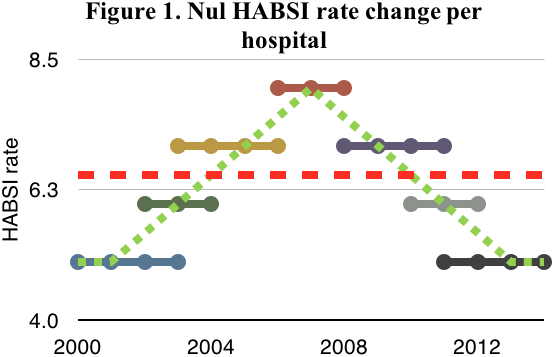 Figure 1. Nul HABSI rate change per
hospital
8.5
HABSI rate
6.3
4.0
2000 2004 2008 2012